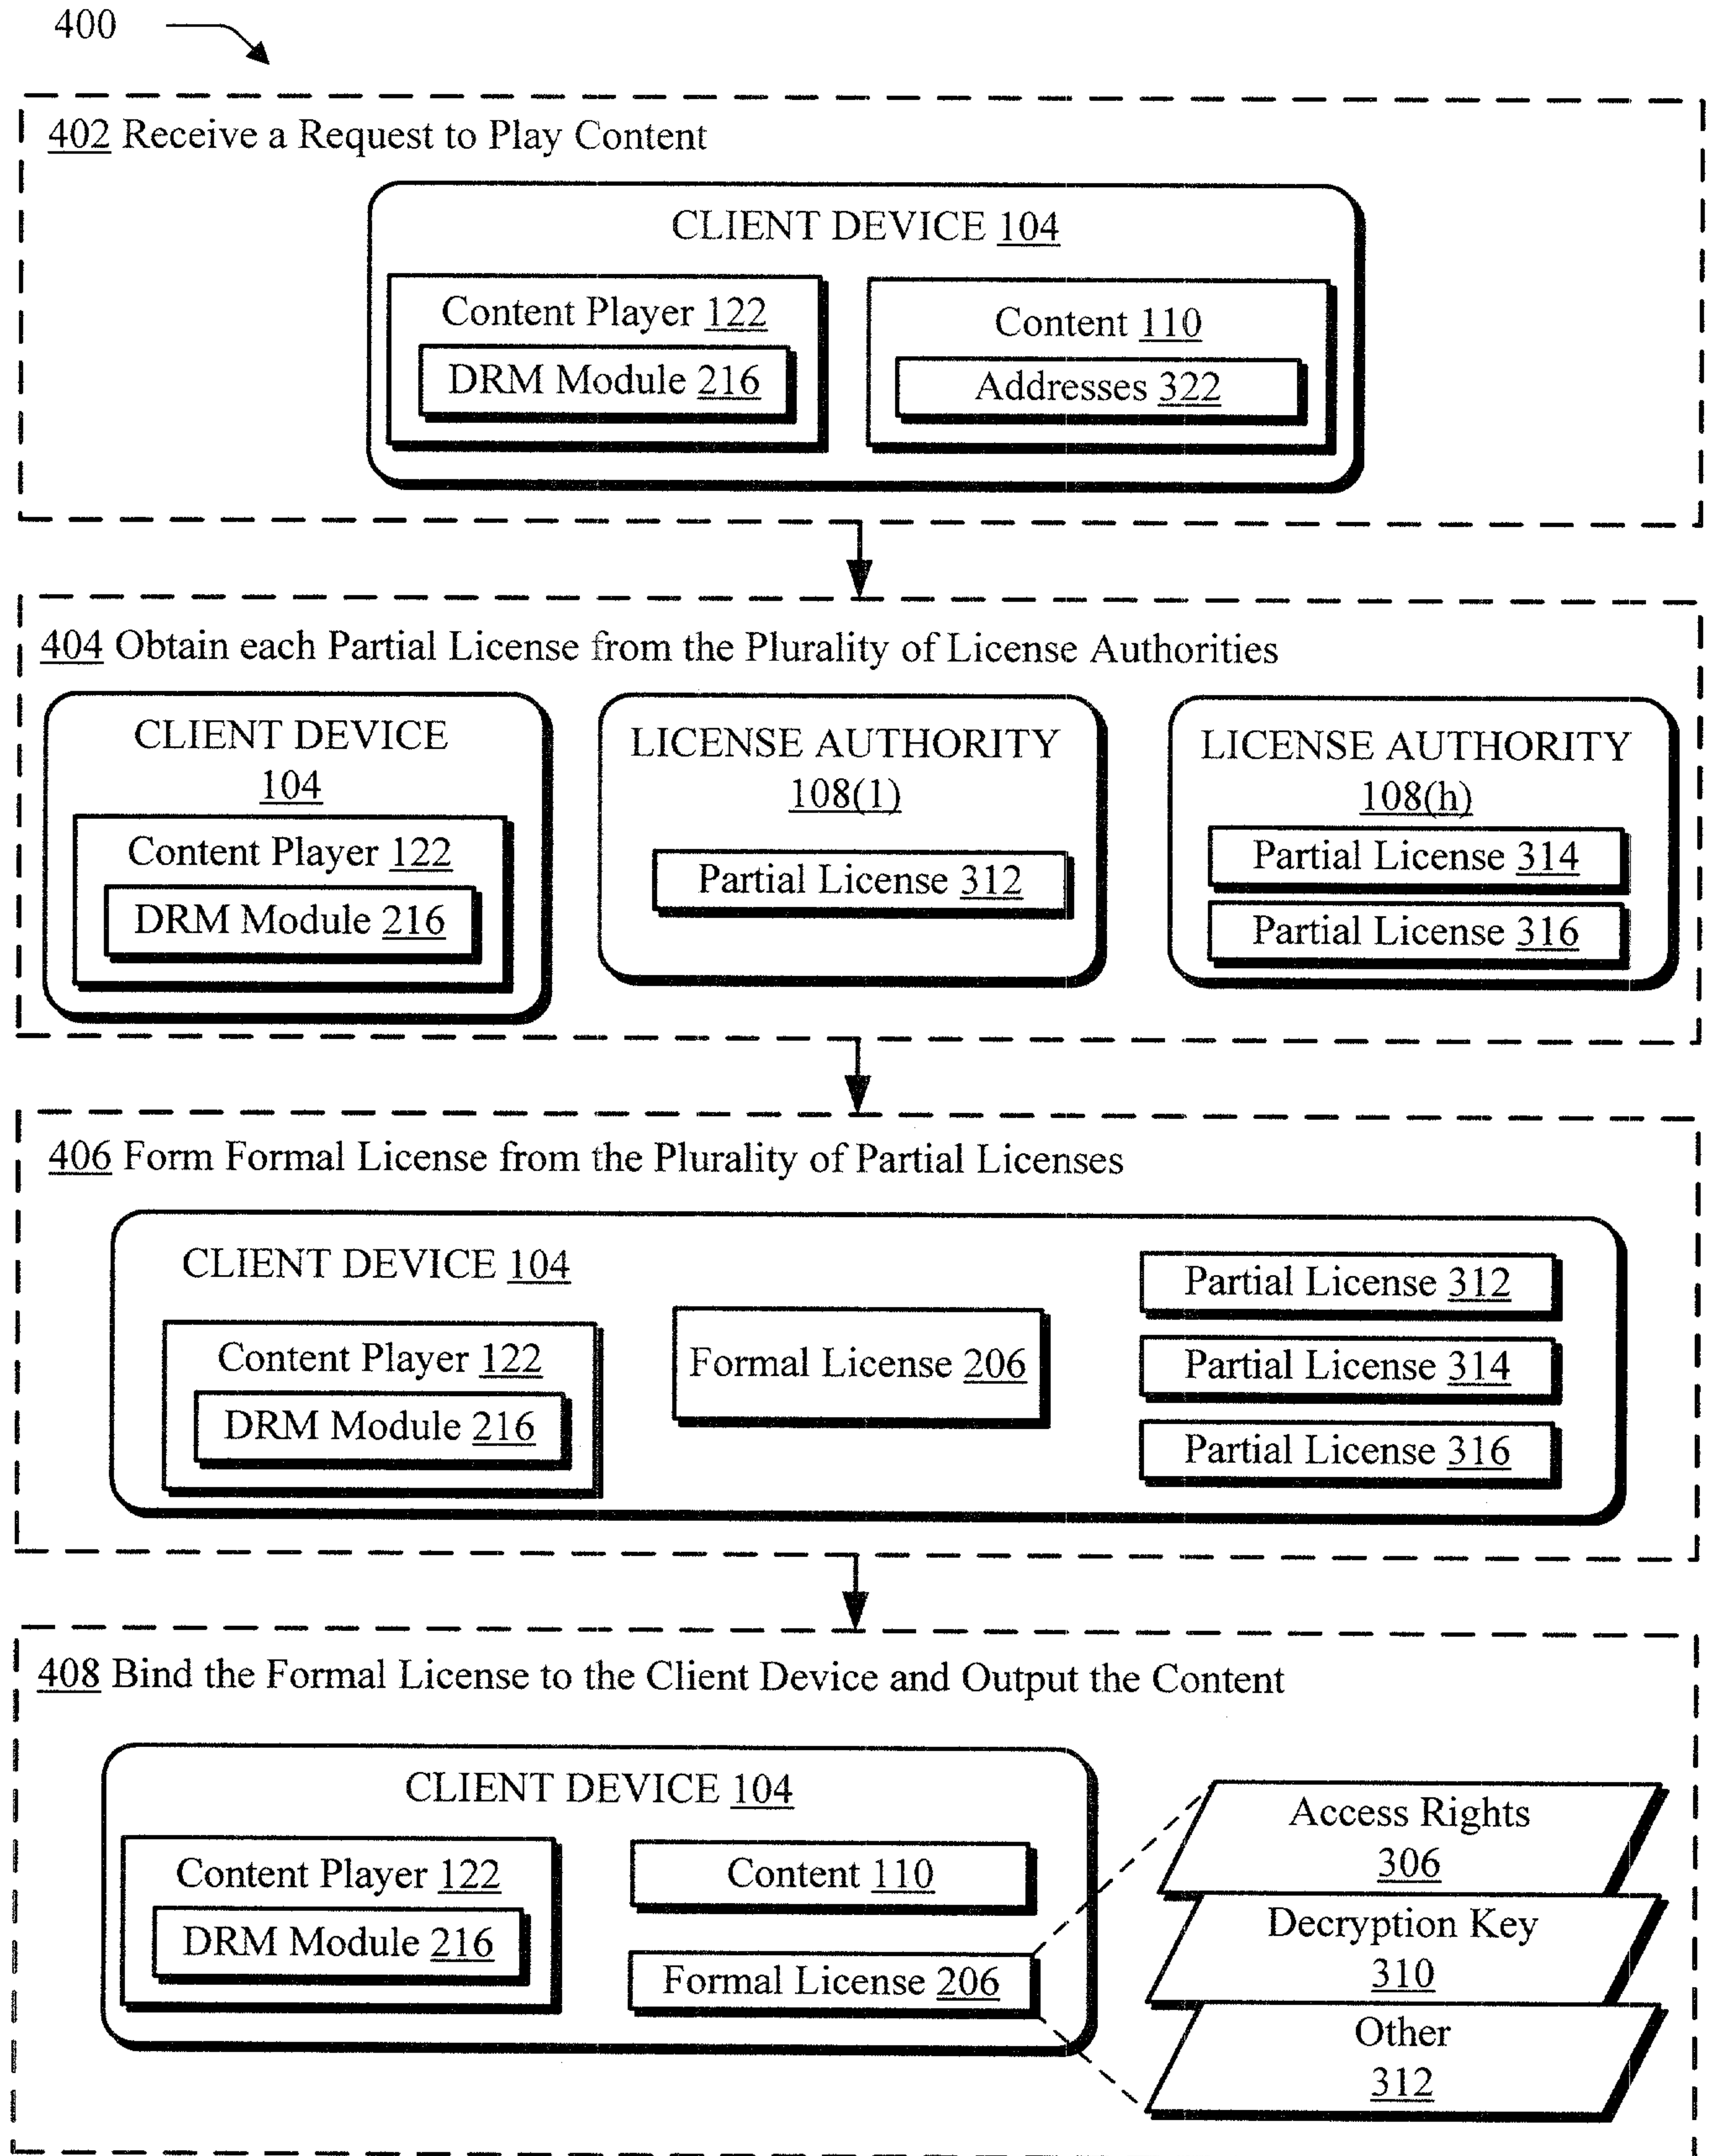 400
402 Receive a Request to Play Content
CLIENT DEVICE 104
Content Player 122
DRM Module 216
Content 110
Addresses 322
404 Obtain each Partial License from the Plurality of License Authorities
CLIENT DEVICE
104
Content Player 122
DRM Module 216
LICENSE AUTHORITY
108(1)
Partial License 312
LICENSE AUTHORITY
108(h)
Partial License 314
Partial License 316
406 Form Formal License from the Plurality of Partial Licenses
CLIENT DEVICE 104
Content Player 122
DRM Module 216
Formal License 206
Partial License 312
Partial License 314
Partial License 316
408 Bind the Formal License to the Client Device and Output the Content
CLIENT DEVICE 104
Content Player 122
DRM Module 216
Content 110
Formal License 206
Access Rights
306
Decryption Key
310
Other
312